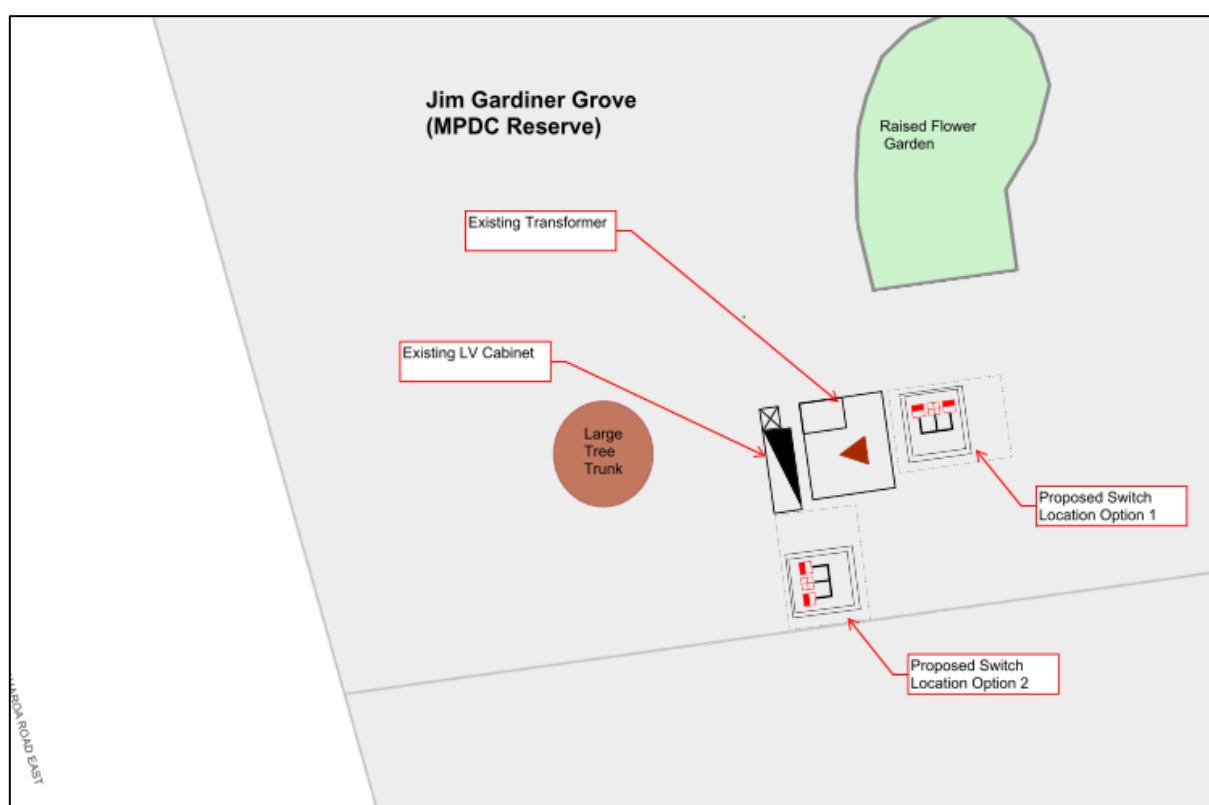 Jim Gardiner Grove
(MPDC Reserve)
Raised Flower
Garden
Existing Transformer
Existing LV Cabinet
Large
Tree
Trunk
Proposed Switch
Location Option 1
Proposed Switch
Location Option 2
ROAD EAST